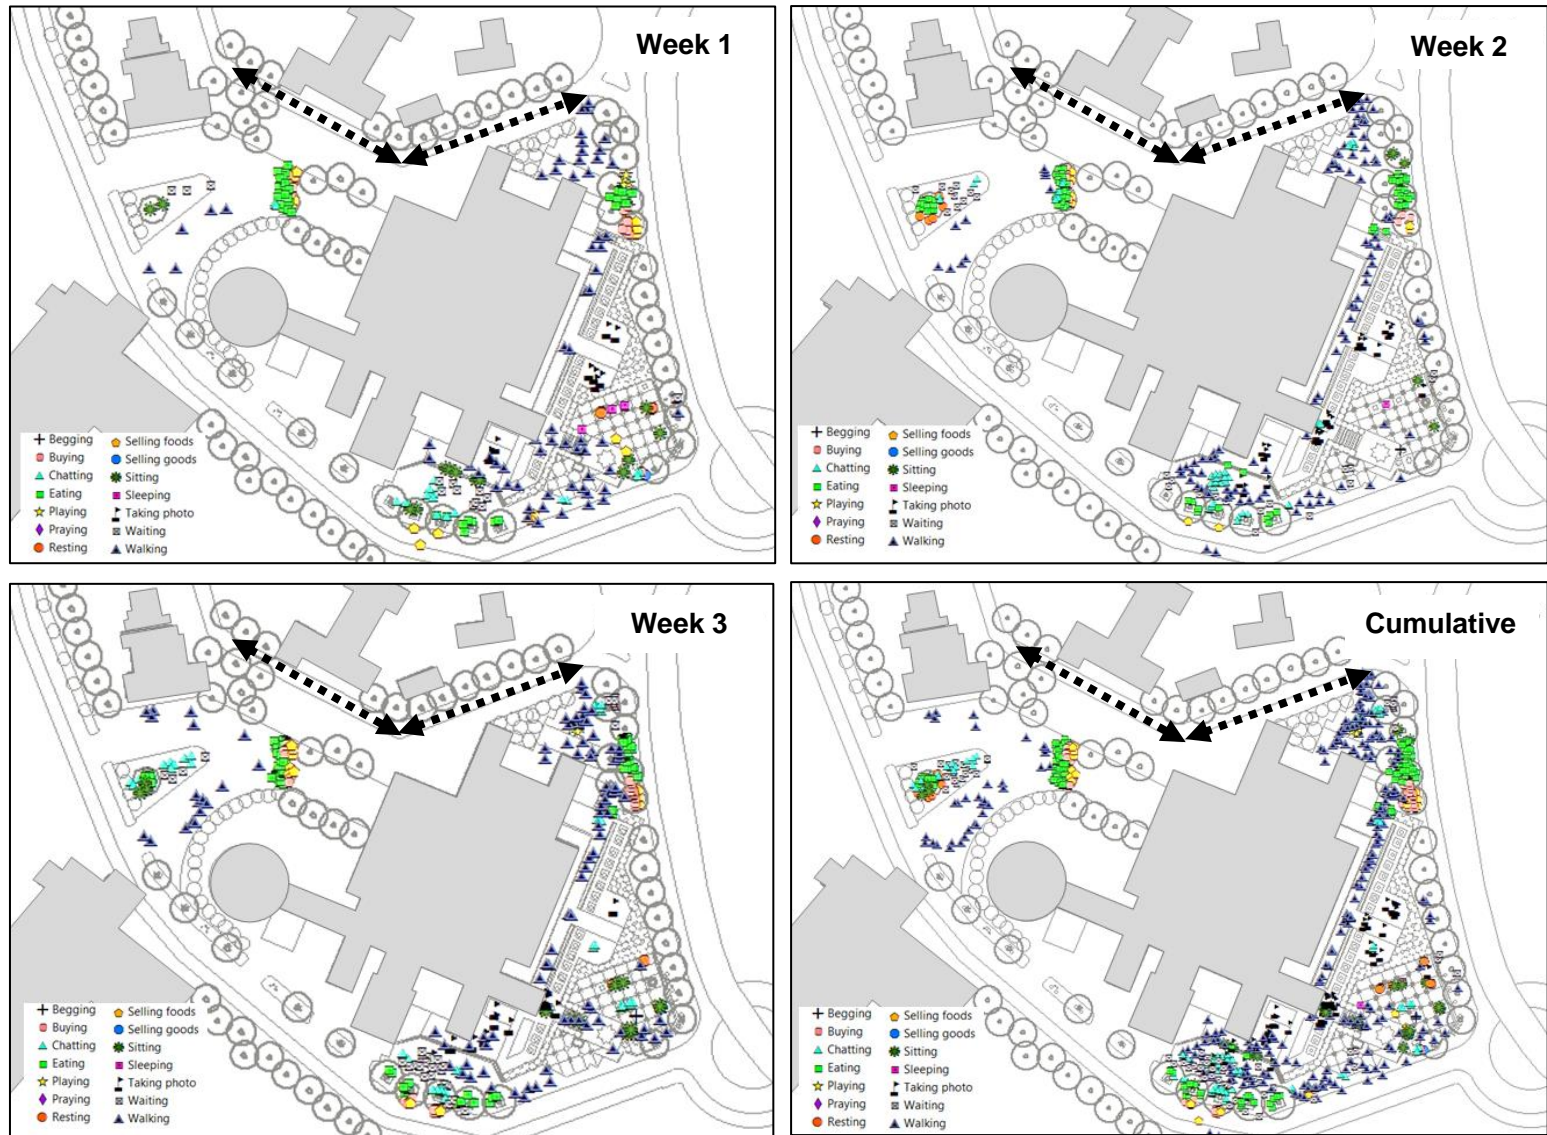 Week 1
Begging Selling foods
Buying Selling goods
Chatting Sitting
Eating Sleeping
Playing Taking photo
Praying Waiting
Resting Walking
Week 2
Begging Selling foods
Buying Selling goods
Chatting Sitting
Eating Sleeping
Playing Taking photo
Praying Waiting
Resting Walking
Week 3
Begging Selling foods
Buying Selling goods
Chatting Sitting
Eating Sleeping
Playing Taking photo
Praying Waiting
Resting Walking
Cumulative
Begging Selling foods
Buying Selling goods
Chatting Sitting
Eating Sleeping
Playing Taking photo
Praying Waiting
Resting Walking